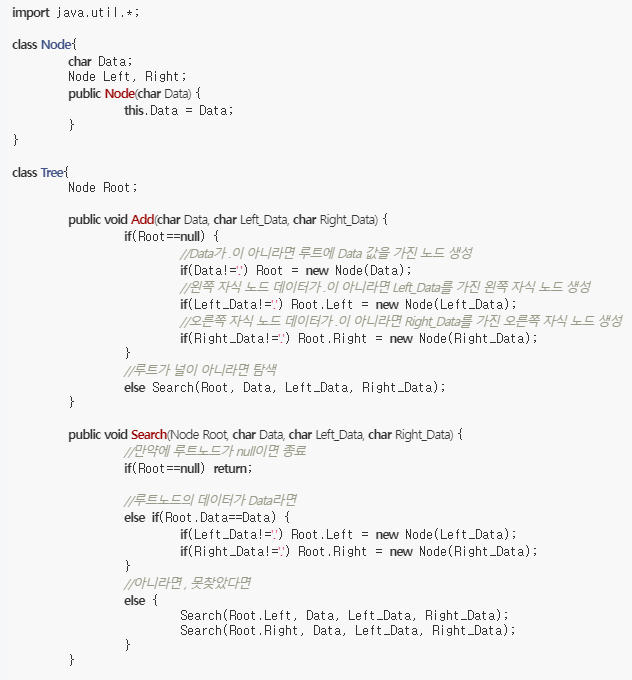 import java.util.*;
class Node{
char Data;
Node Left, Right;
public Node(char Data) {
this.Data = Data;
}
}
class Tree{
Node Root;
public void Add(char Data, char Left_Data, char Right_Data) {
if(Root==null) {
//Data가 .이 아니라면 루트에 Data 값을 가진 노드 생성
if(Data!='.') Root = new Node(Data);
//왼쪽 자식 노드 데이터가 .이 아니라면 Left_Data를 가진 왼쪽 자식 노드 생성
if(Left_Data!='.') Root.Left = new Node(Left_Data);
//오른쪽 자식 노드 데이터가 .이 아니라면 Right_Data를 가진 오른쪽 자식 노드 생성
if(Right_Data!='.') Root.Right = new Node(Right_Data);
}
//루트가 널이 아니라면 탐색
else Search(Root, Data, Left_Data, Right_Data);
}
public void Search(Node Root, char Data, char Left_Data, char Right_Data) {
//만약에 루트노드가 null이면 종료
if(Root==null) return;
//루트노드의 데이터가 Data라면
else if(Root.Data==Data) {
if(Left_Data!='.') Root.Left = new Node(Left_Data);
if(Right_Data!='.') Root.Right = new Node(Right_Data);
}
//아니라면 , 못찾았다면
else {
Search(Root.Left, Data, Left_Data, Right_Data);
Search(Root.Right, Data, Left_Data, Right_Data);
}
}